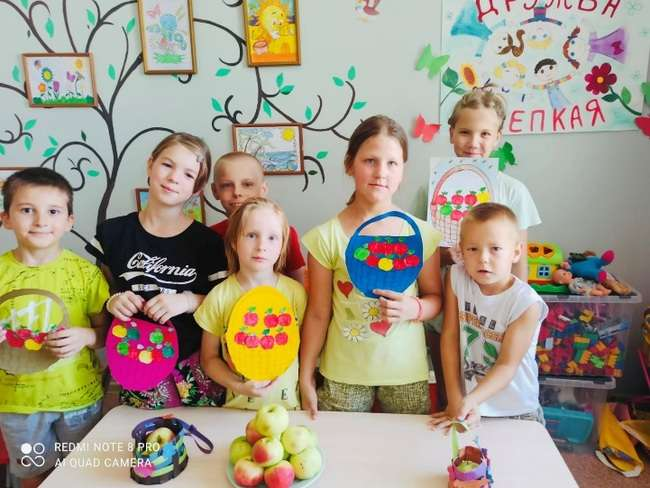 ДРУЖБА
КРЕПКАЯ
California
REDMI NOTE 8 PRO
AI QUAD CAMERA